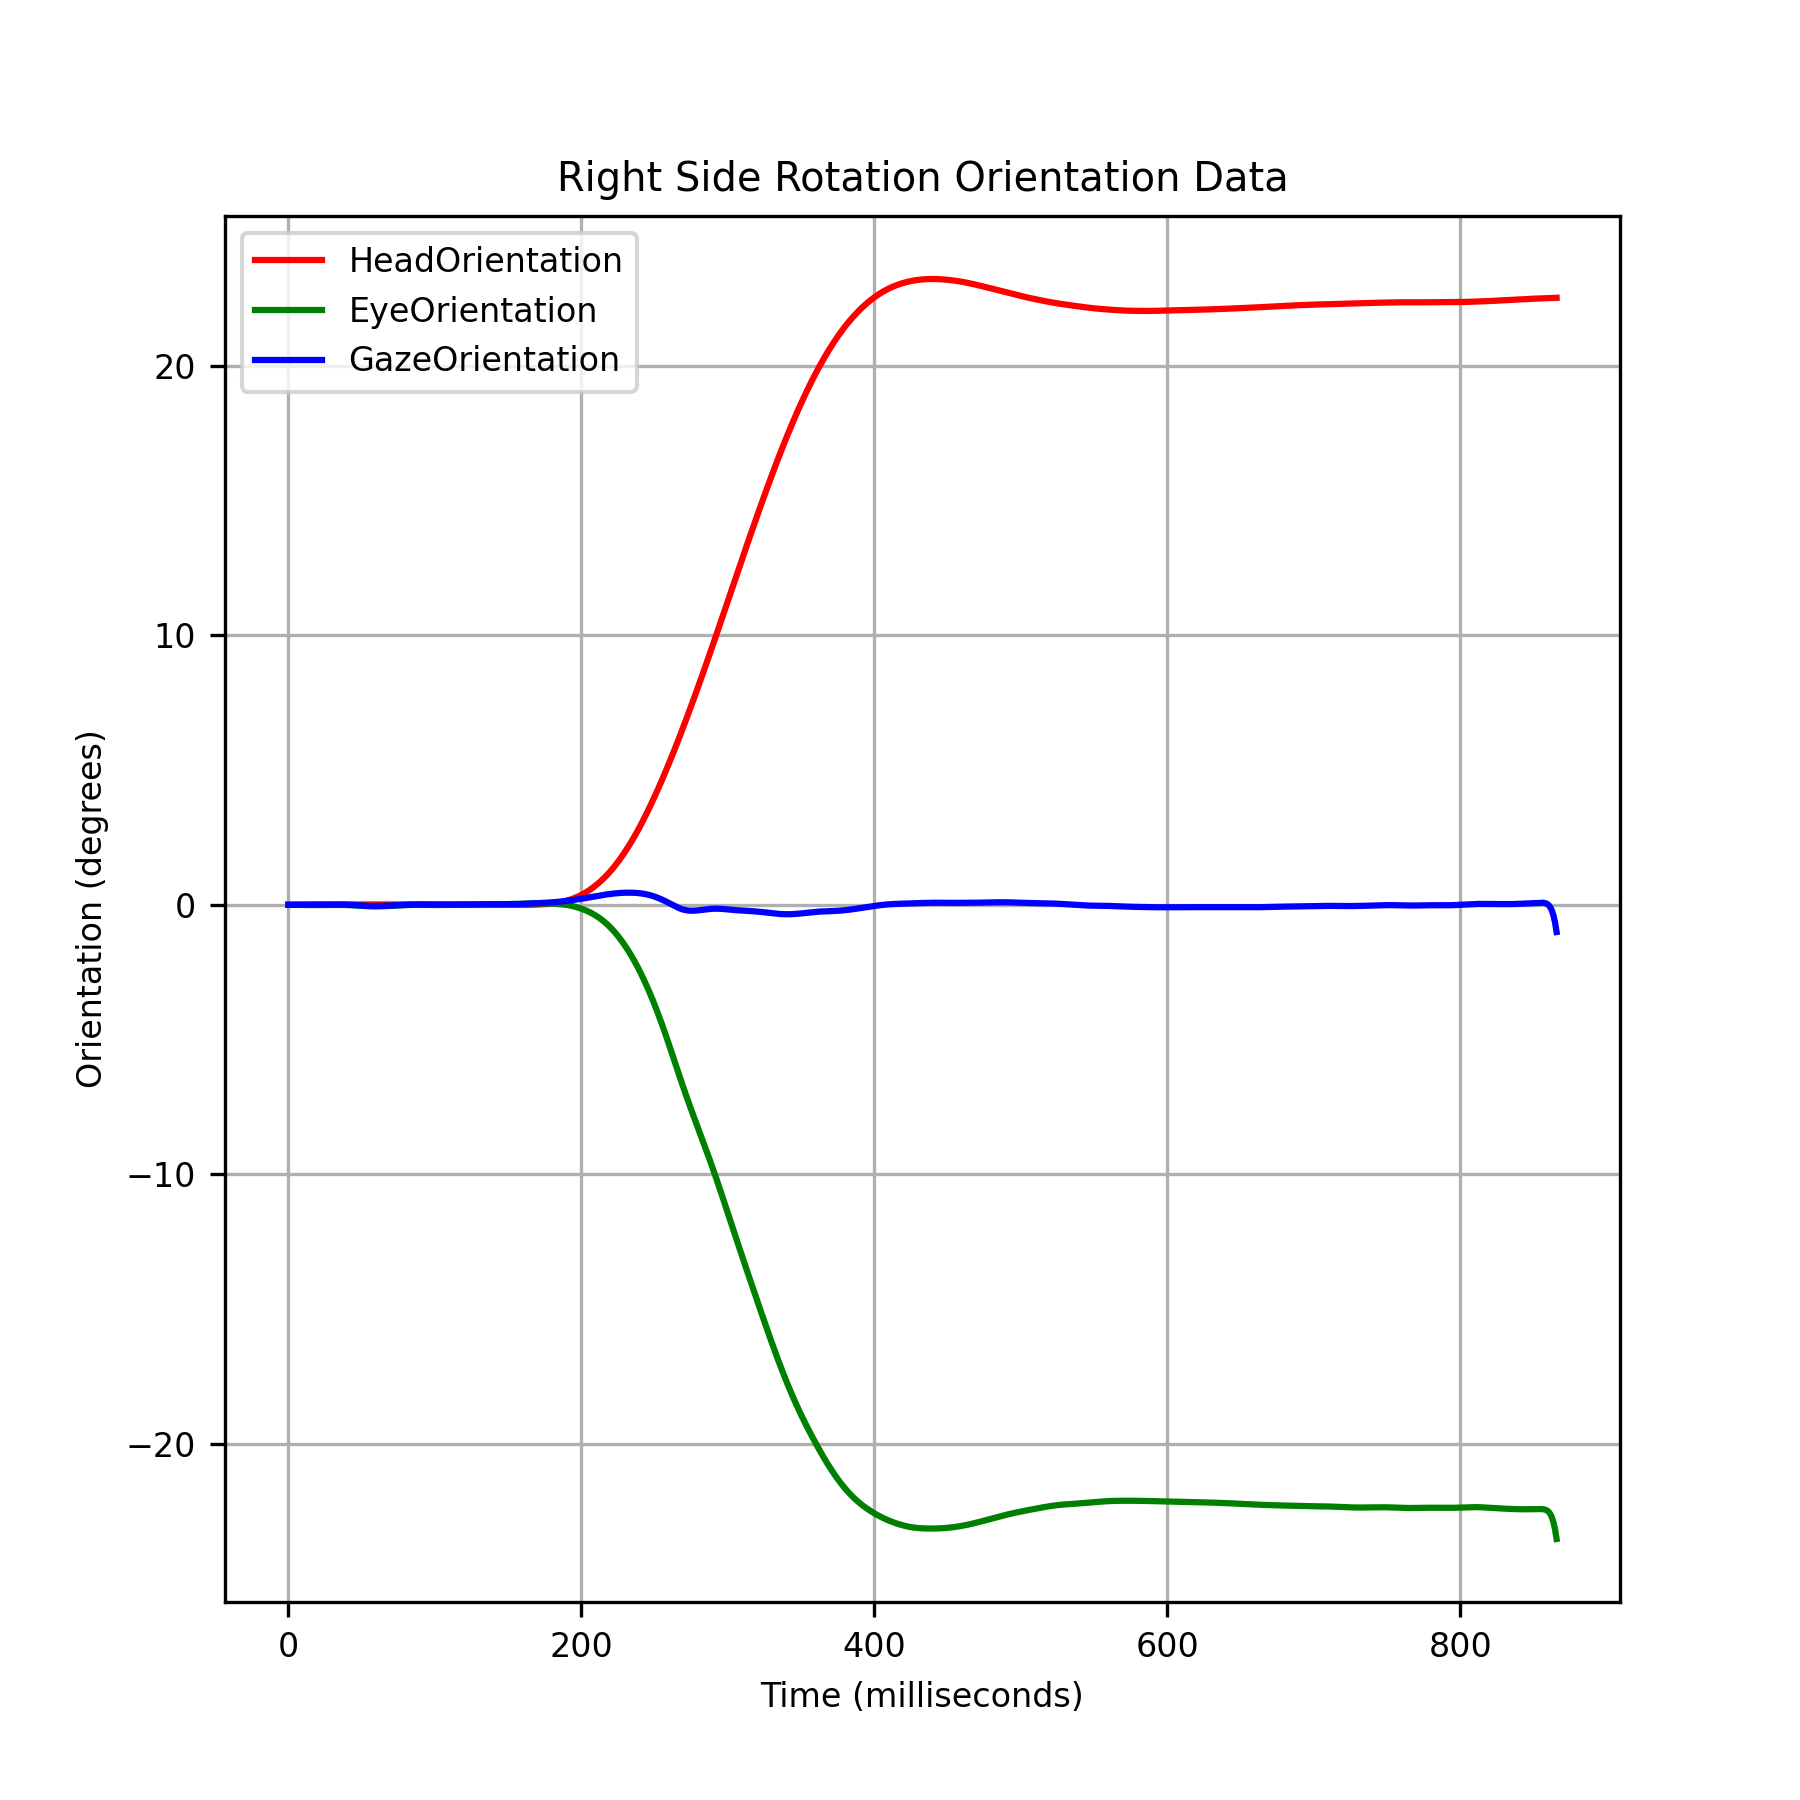 Right Side Rotation Orientation Data
HeadOrientation
EyeOrientation
GazeOrientation
20
10
0
−10
−20
Orientation (degrees)
0 200 400 600 800
Time (milliseconds)